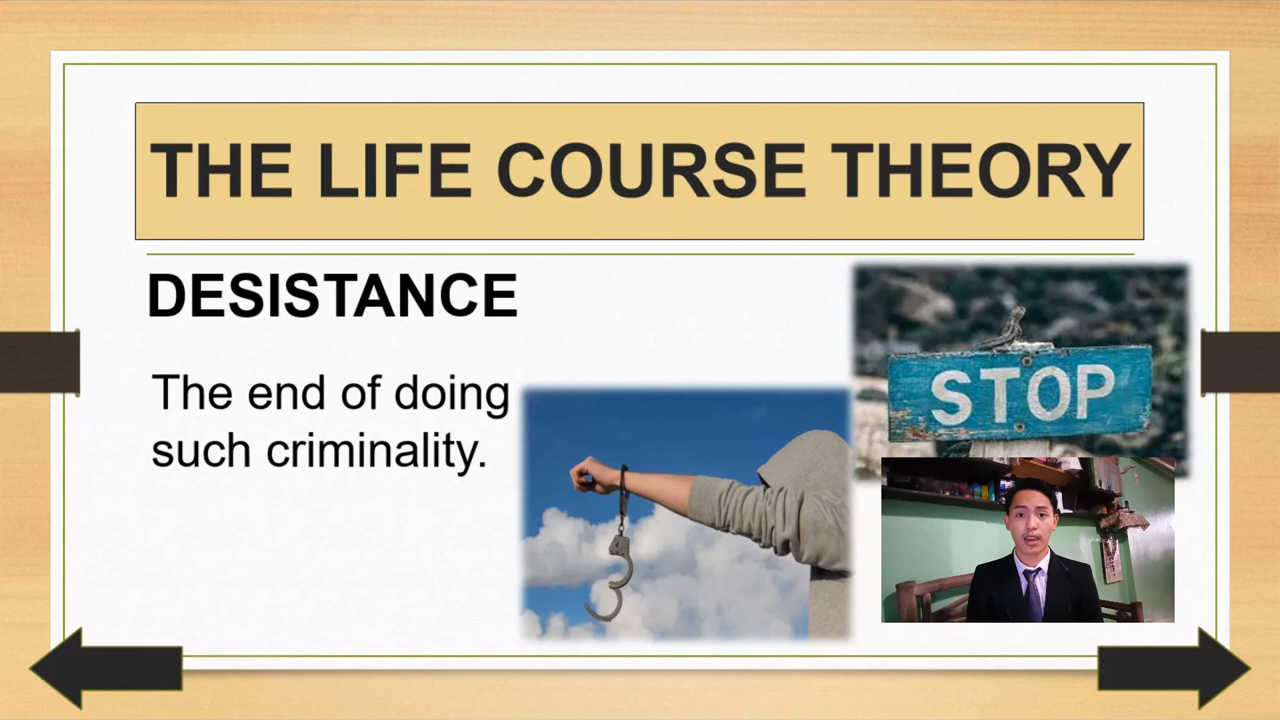 THE LIFE COURSE THEORY
DESISTANCE
The end of doing
such criminality.
STOP